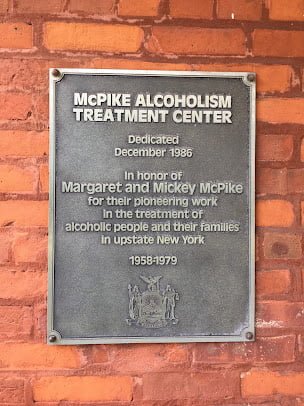 McPIKE ALCOHOLISM
TREATMENT CENTER
Dedicated
December 1986
In honor of
Margaret and Mickey McPike
for their pioneering work
in the treatment of
alcoholic people and their families
in upstate New York
1958-1979